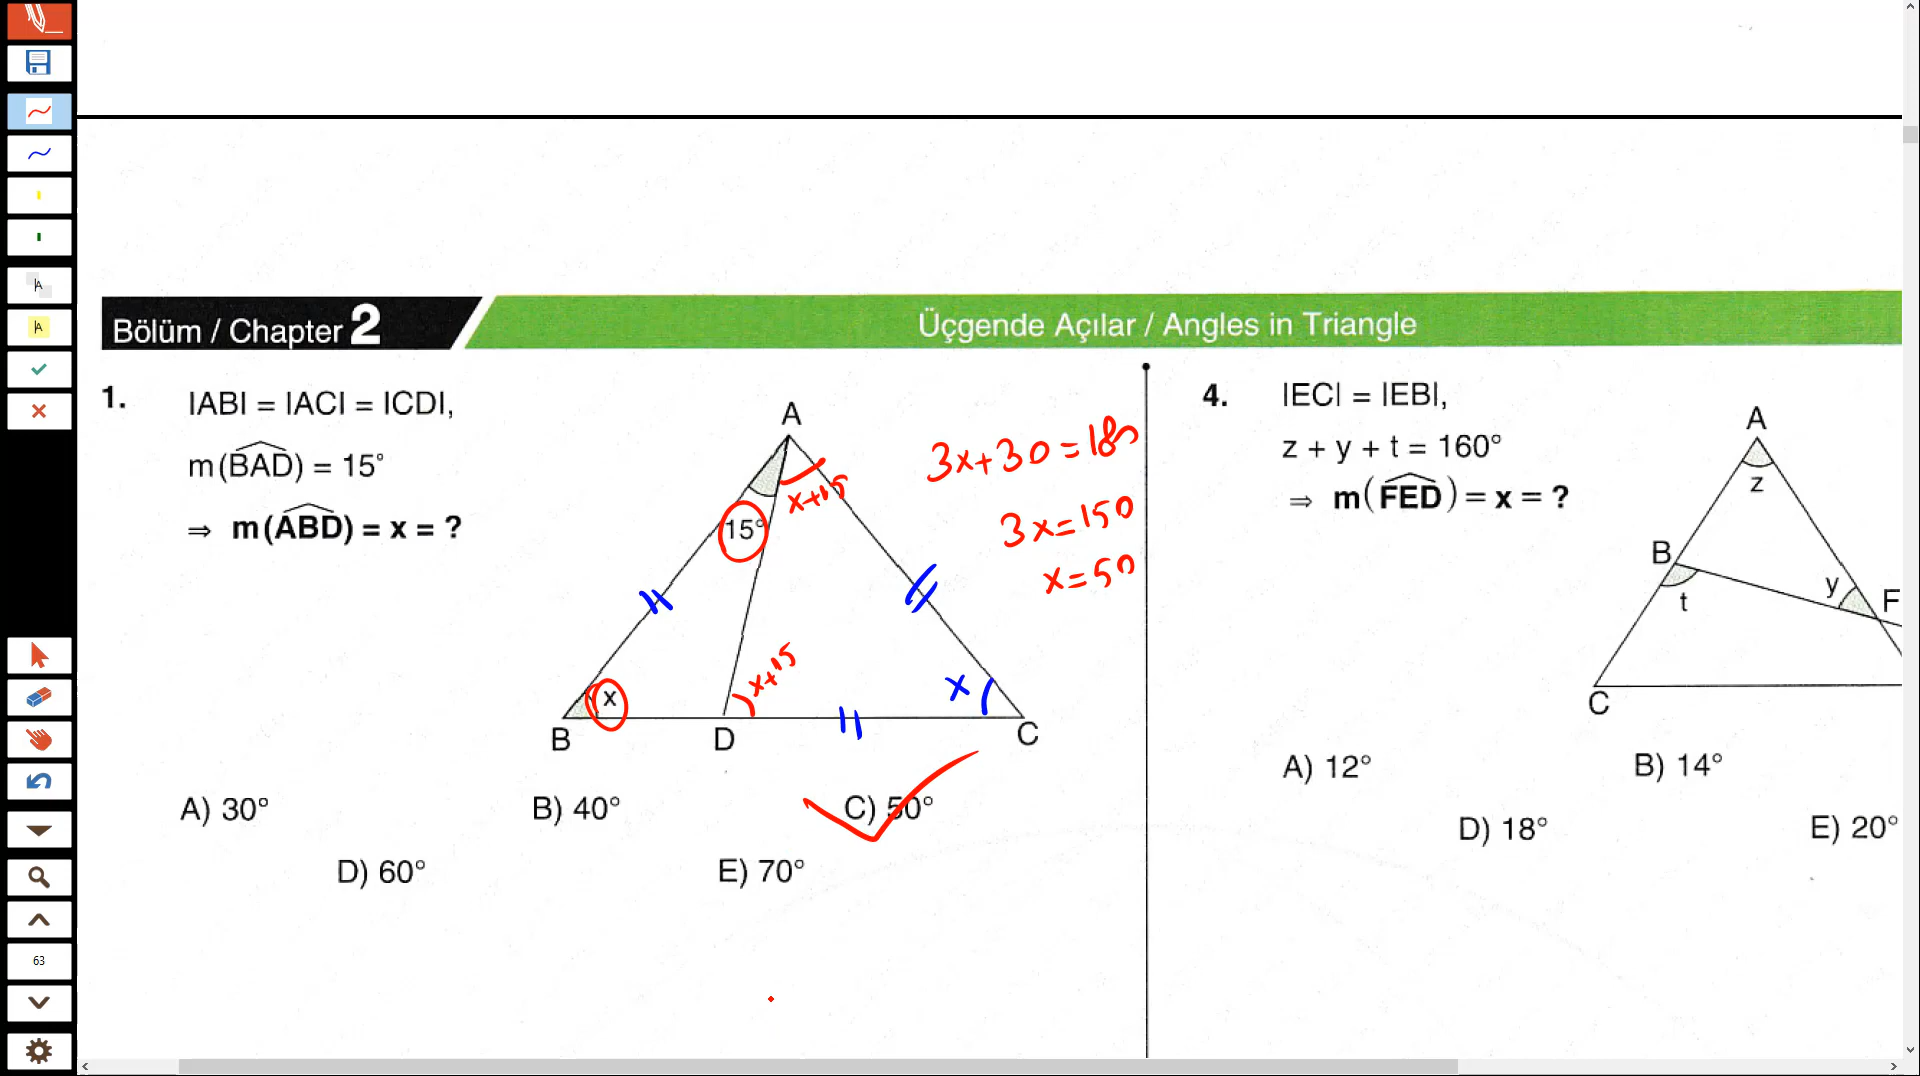 Bölüm / Chapter 2
Üçgende Açılar / Angles in Triangle
1.
IABI = IACI = ICDI,
m(BAD) = 15°
⇒ m(ABD) = x = ?
A
15°
x+15
x
x+15
x
B
D
C
3x+30=180
3x=150
x=50
A) 30°
B) 40°
C) 50°
D) 60°
E) 70°
4.
IECI = IEBI,
z + y + t = 160°
⇒ m(FED) = x = ?
A
z
B
t
y
F
C
A) 12°
B) 14°
D) 18°
E) 20°
A
A
63